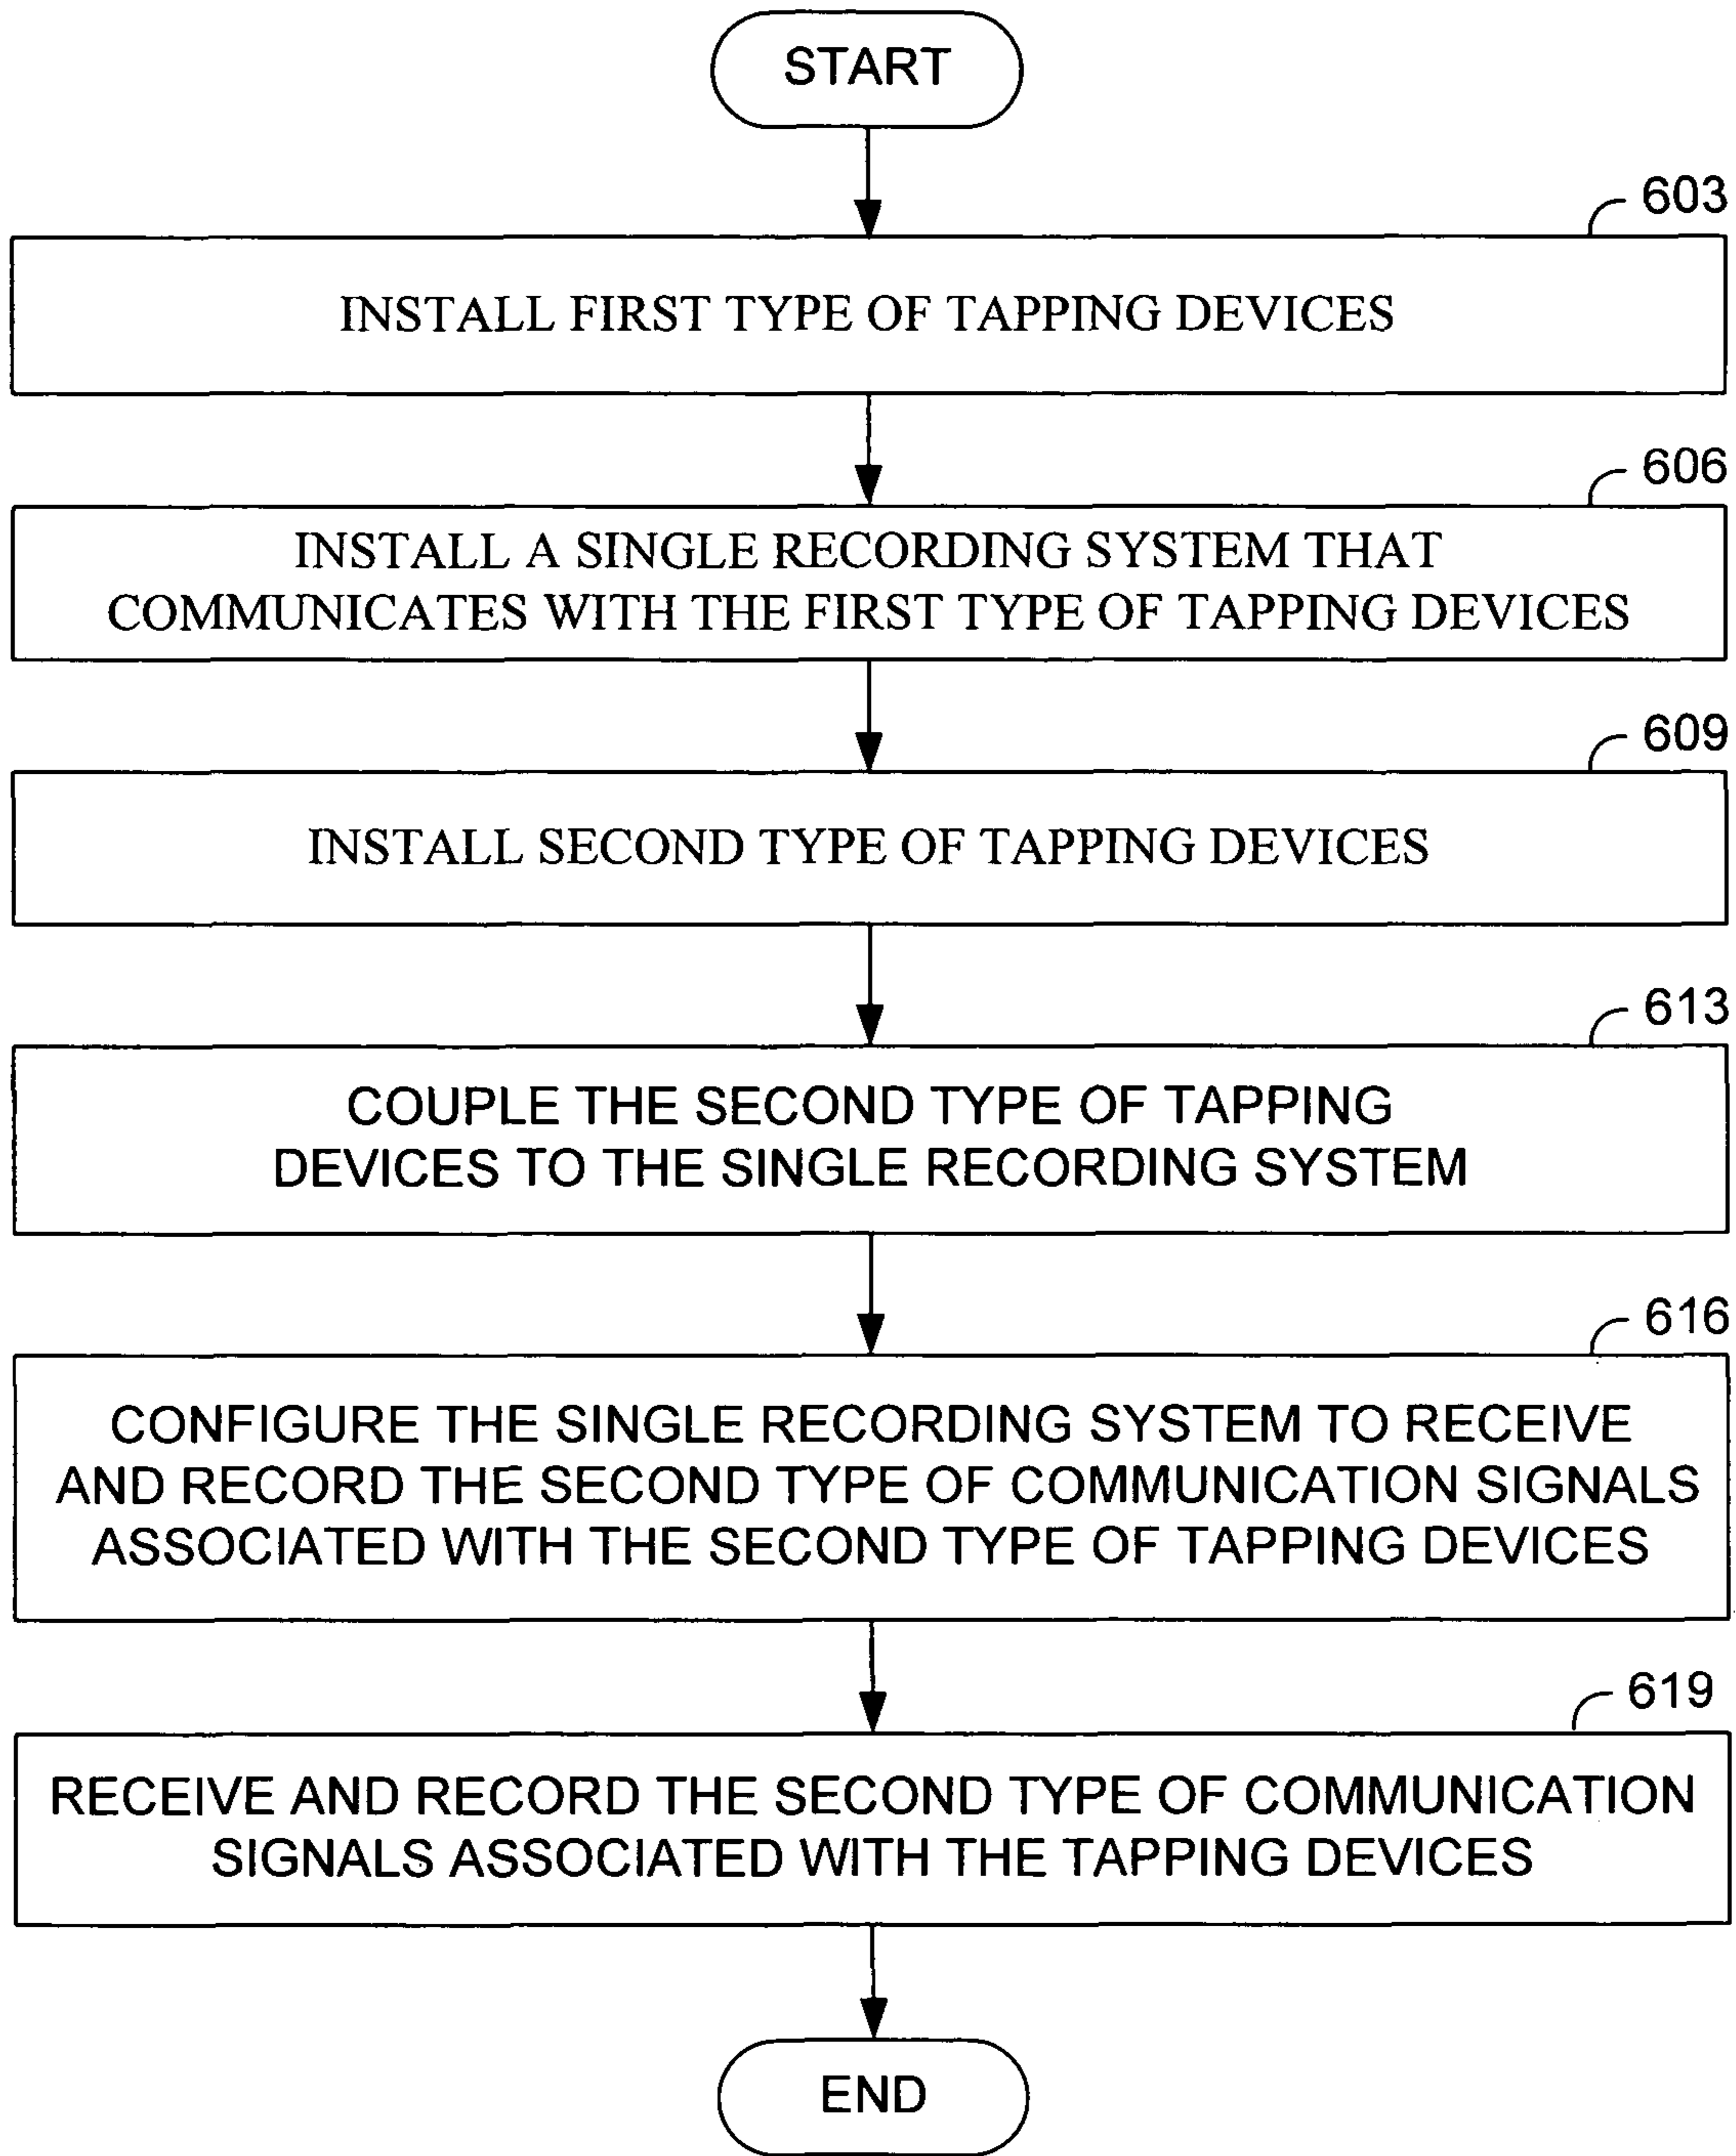 START
603
INSTALL FIRST TYPE OF TAPPING DEVICES
606
INSTALL A SINGLE RECORDING SYSTEM THAT
COMMUNICATES WITH THE FIRST TYPE OF TAPPING DEVICES
609
INSTALL SECOND TYPE OF TAPPING DEVICES
613
COUPLE THE SECOND TYPE OF TAPPING
DEVICES TO THE SINGLE RECORDING SYSTEM
616
CONFIGURE THE SINGLE RECORDING SYSTEM TO RECEIVE
AND RECORD THE SECOND TYPE OF COMMUNICATION SIGNALS
ASSOCIATED WITH THE SECOND TYPE OF TAPPING DEVICES
619
RECEIVE AND RECORD THE SECOND TYPE OF COMMUNICATION
SIGNALS ASSOCIATED WITH THE TAPPING DEVICES
END